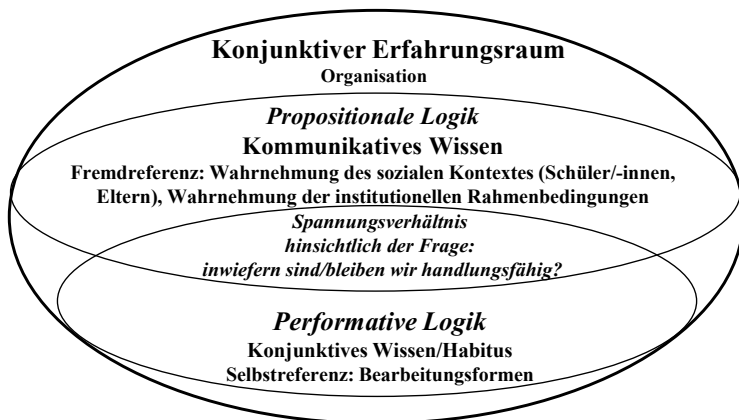 Konjunktiver Erfahrungsraum
Organisation
Propositionale Logik
Kommunikatives Wissen
Fremdreferenz: Wahrnehmung des sozialen Kontextes (Schüler/-innen,
Eltern), Wahrnehmung der institutionellen Rahmenbedingungen
Spannungsverhältnis
hinsichtlich der Frage:
inwiefern sind/bleiben wir handlungsfähig?
Performative Logik
Konjunktives Wissen/Habitus
Selbstreferenz: Bearbeitungsformen